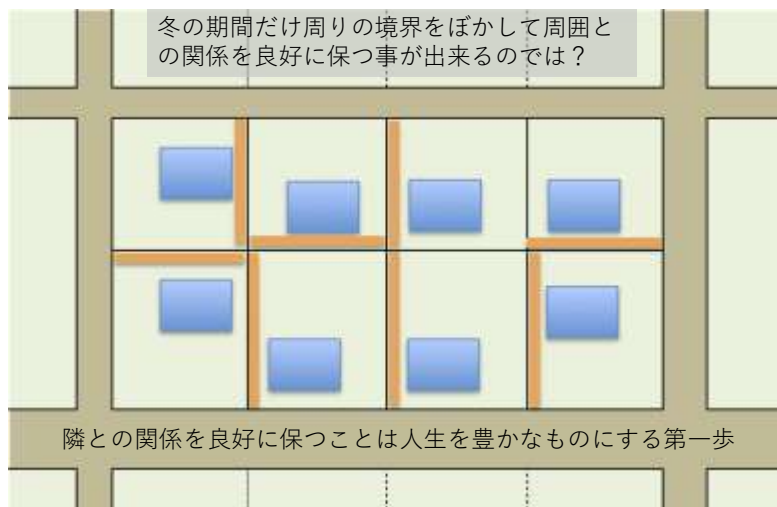 冬の期間だけ周りの境界をぼかして周囲と
の関係を良好に保つ事が出来るのでは？
隣との関係を良好に保つことは人生を豊かなものにする第一歩